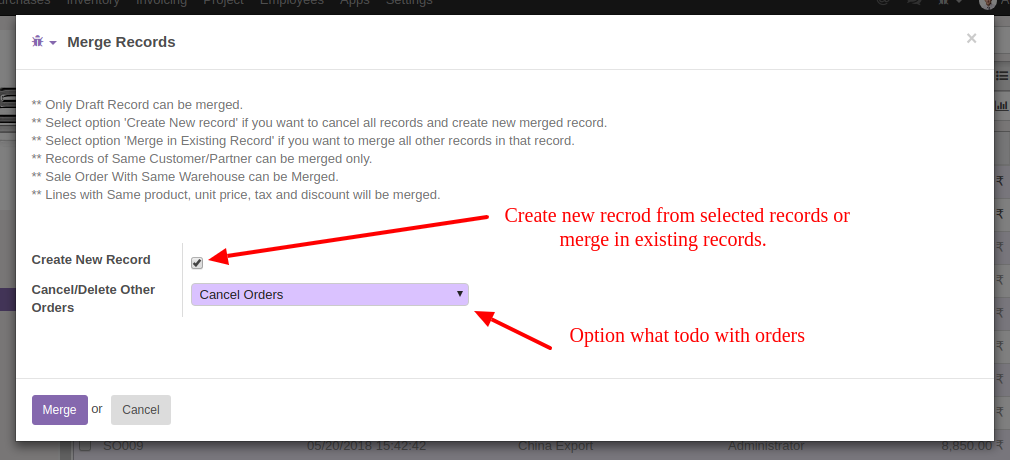 Purchases Inventory Invoicing Project Employees Apps Settings
Merge Records ×
** Only Draft Record can be merged.
** Select option 'Create New record' if you want to cancel all records and create new merged record.
** Select option 'Merge in Existing Record' if you want to merge all other records in that record.
** Records of Same Customer/Partner can be merged only.
** Sale Order With Same Warehouse can be Merged.
** Lines with Same product, unit price, tax and discount will be merged.
Create new recrod from selected records or
merge in existing records.
Create New Record
Cancel/Delete Other
Orders
Cancel Orders
Option what todo with orders
Merge or Cancel
SO009 05/20/2018 15:42:42 China Export Administrator 8,850.00 ₹